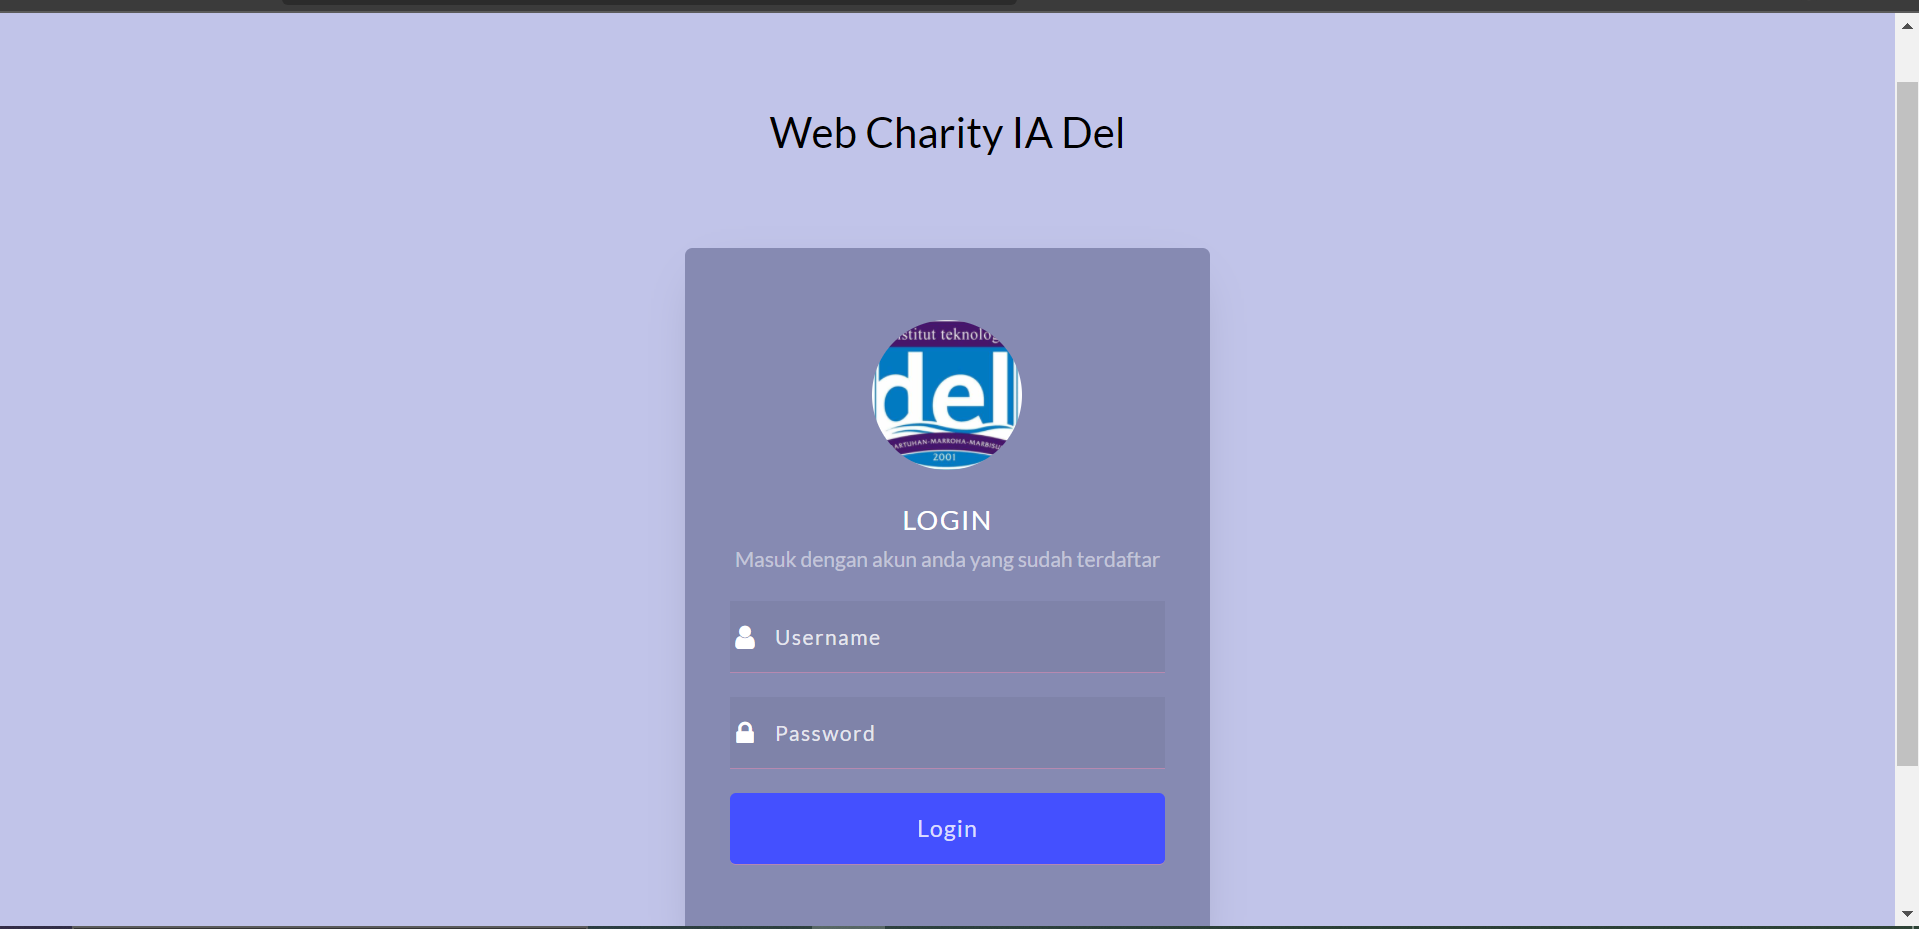 Web Charity IA Del
stitut teknolog
del
ARTUHAN-MARROHA-MARBISU
2001
LOGIN
Masuk dengan akun anda yang sudah terdaftar
Username
Password
Login